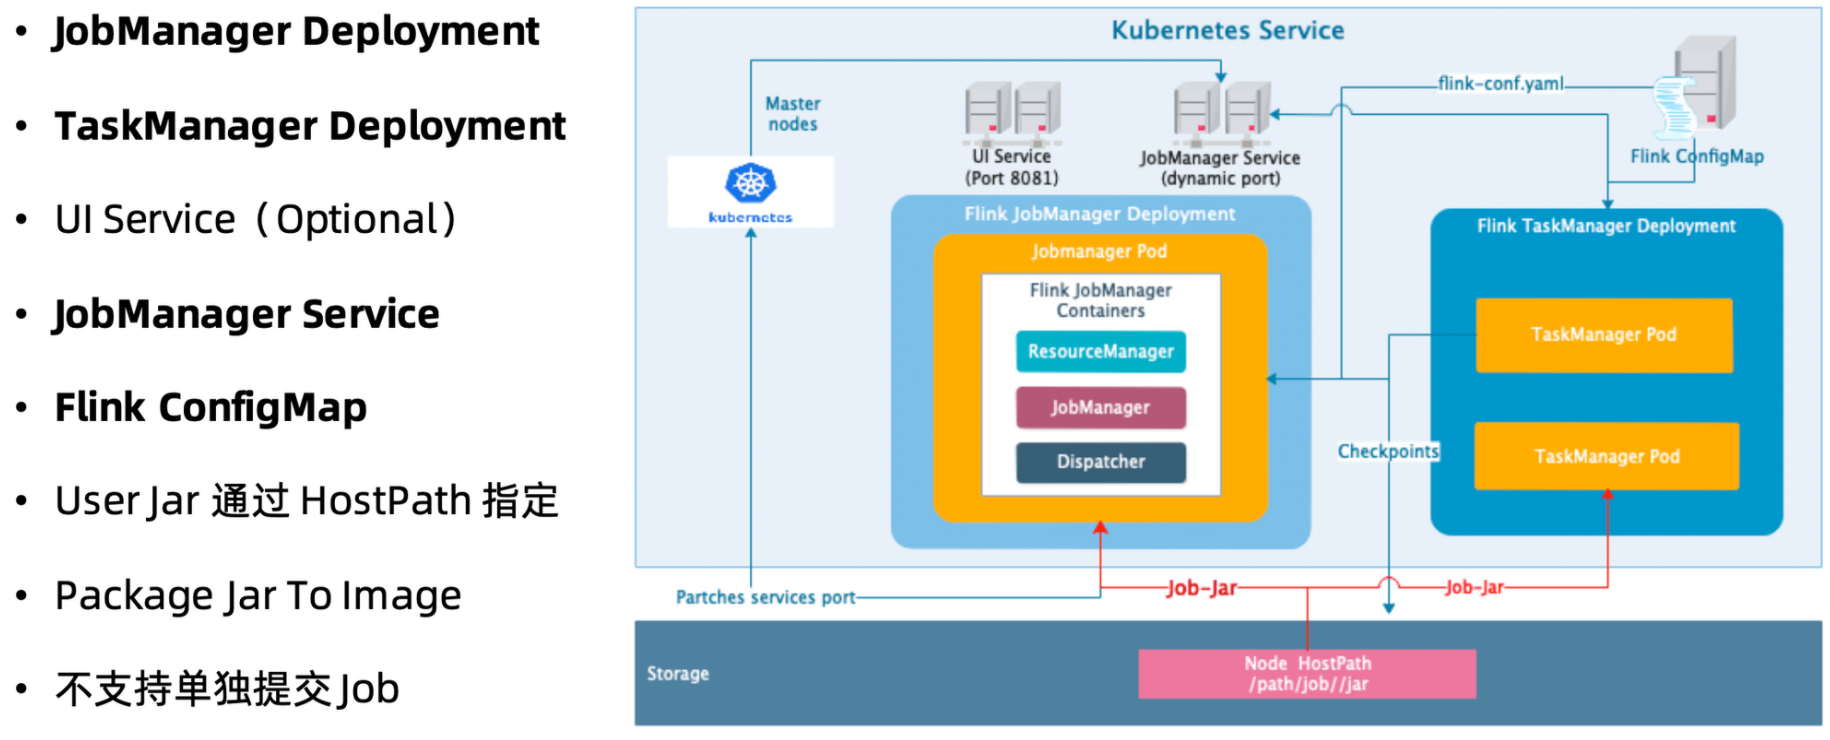 • JobManager Deployment
• TaskManager Deployment
• UI Service（Optional）
• JobManager Service
• Flink ConfigMap
• User Jar 通过 HostPath 指定
• Package Jar To Image
• 不支持单独提交 Job
Kubernetes Service
Master
nodes
kubernetes
UI Service
(Port 8081)
JobManager Service
(dynamic port)
flink-conf.yaml
Flink ConfigMap
Flink JobManager Deployment
Jobmanager Pod
Flink JobManager
Containers
ResourceManager
JobManager
Dispatcher
Flink TaskManager Deployment
TaskManager Pod
TaskManager Pod
Checkpoints
Partches services port
Job-Jar
Job-Jar
Storage
Node HostPath
/path/job//jar